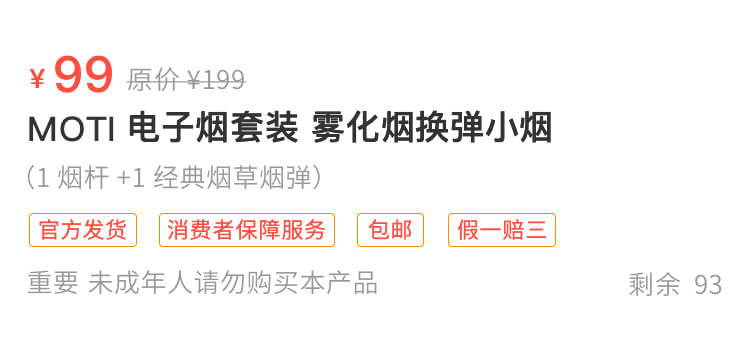 ¥ 99 原价 ¥199
MOTI 电子烟套装 雾化烟换弹小烟
（1 烟杆 +1 经典烟草烟弹）
官方发货 消费者保障服务 包邮 假一赔三
重要 未成年人请勿购买本产品 剩余 93